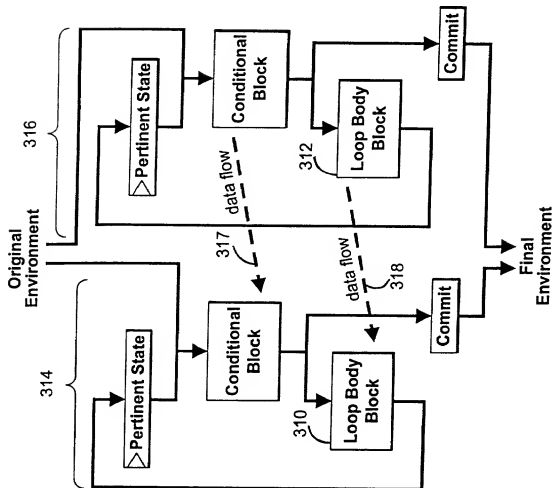 316
Original
Environment
314
Pertinent State
Pertinent State
Conditional
Block
Conditional
Block
data flow
317
312
Loop Body
Block
data flow
318
310
Loop Body
Block
Commit
Commit
Final
Environment